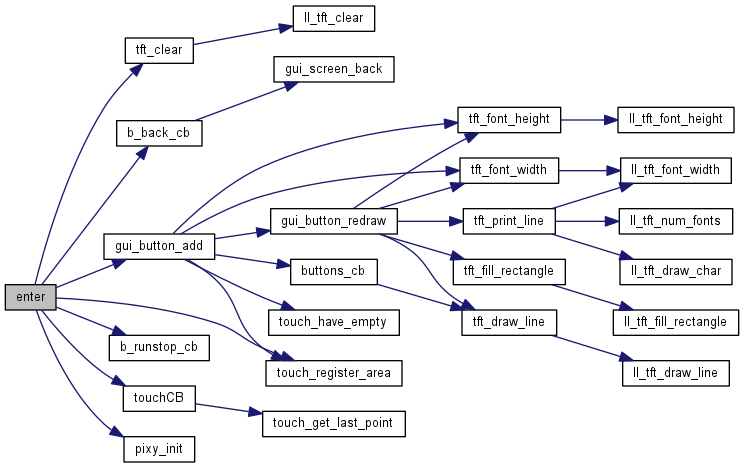 ll_tft_clear
tft_clear
gui_screen_back
tft_font_height
ll_tft_font_height
b_back_cb
tft_font_width
ll_tft_font_width
gui_button_redraw
tft_print_line
ll_tft_num_fonts
gui_button_add
buttons_cb
tft_fill_rectangle
ll_tft_draw_char
enter
touch_have_empty
tft_draw_line
ll_tft_fill_rectangle
b_runstop_cb
touch_register_area
ll_tft_draw_line
touchCB
touch_get_last_point
pixy_init